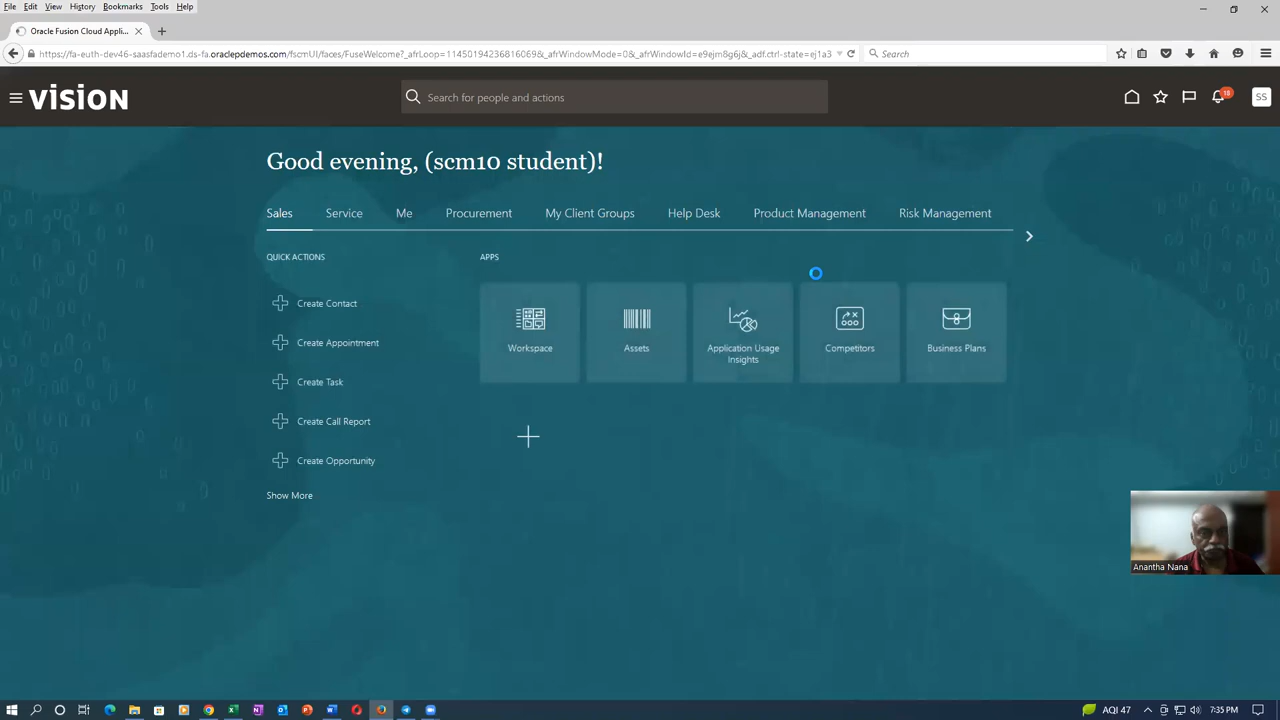 File Edit View History Bookmarks Tools Help
Oracle Fusion Cloud Appli...
https://fa-euth-dev46-saasfademo1.ds-fa.oraclepdemos.com/fscmUI/faces/FuseWelcome?_afrLoop=11450194236816069&_afrWindowMode=0&_afrWindowId=e9ejm8g6j&_adf.ctrl-state=ej1a3
Search
VISION
Search for people and actions
18
SS
Good evening, (scm10 student)!
Sales Service Me Procurement My Client Groups Help Desk Product Management Risk Management
QUICK ACTIONS
Create Contact
Create Appointment
Create Task
Create Call Report
Create Opportunity
Show More
APPS
Workspace
Assets
Application Usage
Insights
Competitors
Business Plans
Anantha Nana
AQI 47
7:35 PM